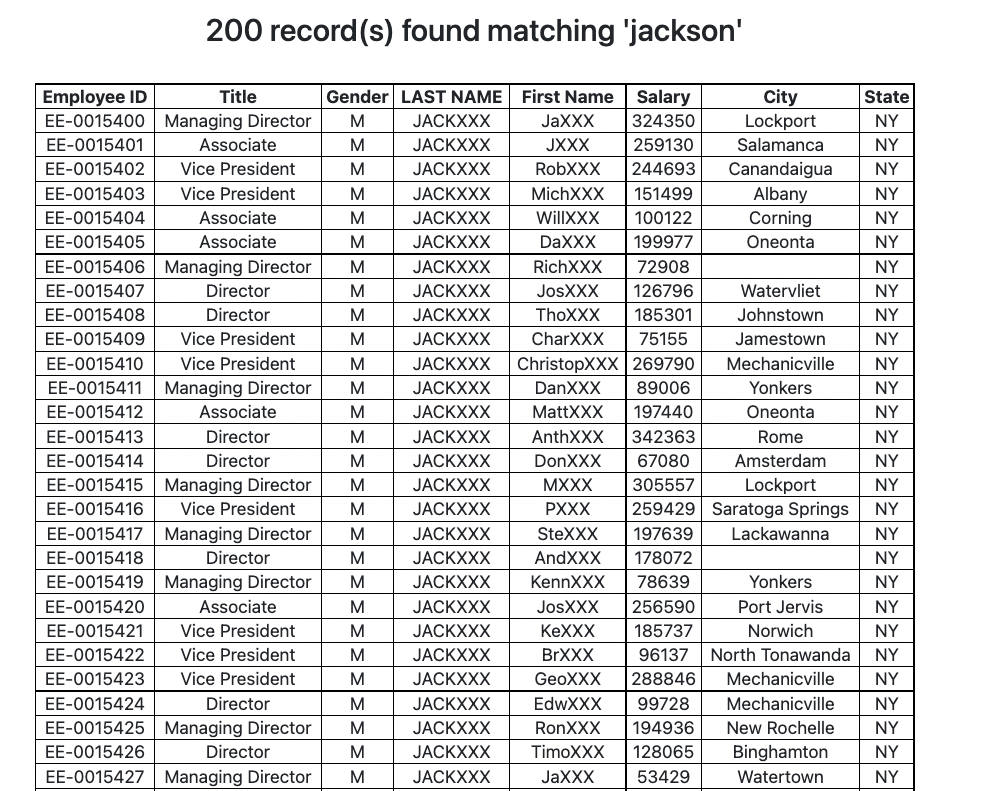 200 record(s) found matching 'jackson'
Employee ID Title Gender LAST NAME First Name Salary City State
EE-0015400 Managing Director M JACKXXX JaXXX 324350 Lockport NY
EE-0015401 Associate M JACKXXX JXXX 259130 Salamanca NY
EE-0015402 Vice President M JACKXXX RobXXX 244693 Canandaigua NY
EE-0015403 Vice President M JACKXXX MichXXX 151499 Albany NY
EE-0015404 Associate M JACKXXX WillXXX 100122 Corning NY
EE-0015405 Associate M JACKXXX DaXXX 199977 Oneonta NY
EE-0015406 Managing Director M JACKXXX RichXXX 72908 NY
EE-0015407 Director M JACKXXX JosXXX 126796 Watervliet NY
EE-0015408 Director M JACKXXX ThoXXX 185301 Johnstown NY
EE-0015409 Vice President M JACKXXX CharXXX 75155 Jamestown NY
EE-0015410 Vice President M JACKXXX ChristopXXX 269790 Mechanicville NY
EE-0015411 Managing Director M JACKXXX DanXXX 89006 Yonkers NY
EE-0015412 Associate M JACKXXX MattXXX 197440 Oneonta NY
EE-0015413 Director M JACKXXX AnthXXX 342363 Rome NY
EE-0015414 Director M JACKXXX DonXXX 67080 Amsterdam NY
EE-0015415 Managing Director M JACKXXX MXXX 305557 Lockport NY
EE-0015416 Vice President M JACKXXX PXXX 259429 Saratoga Springs NY
EE-0015417 Managing Director M JACKXXX SteXXX 197639 Lackawanna NY
EE-0015418 Director M JACKXXX AndXXX 178072 NY
EE-0015419 Managing Director M JACKXXX KennXXX 78639 Yonkers NY
EE-0015420 Associate M JACKXXX JosXXX 256590 Port Jervis NY
EE-0015421 Vice President M JACKXXX KeXXX 185737 Norwich NY
EE-0015422 Vice President M JACKXXX BrXXX 96137 North Tonawanda NY
EE-0015423 Vice President M JACKXXX GeoXXX 288846 Mechanicville NY
EE-0015424 Director M JACKXXX EdwXXX 99728 Mechanicville NY
EE-0015425 Managing Director M JACKXXX RonXXX 194936 New Rochelle NY
EE-0015426 Director M JACKXXX TimoXXX 128065 Binghamton NY
EE-0015427 Managing Director M JACKXXX JaXXX 53429 Watertown NY